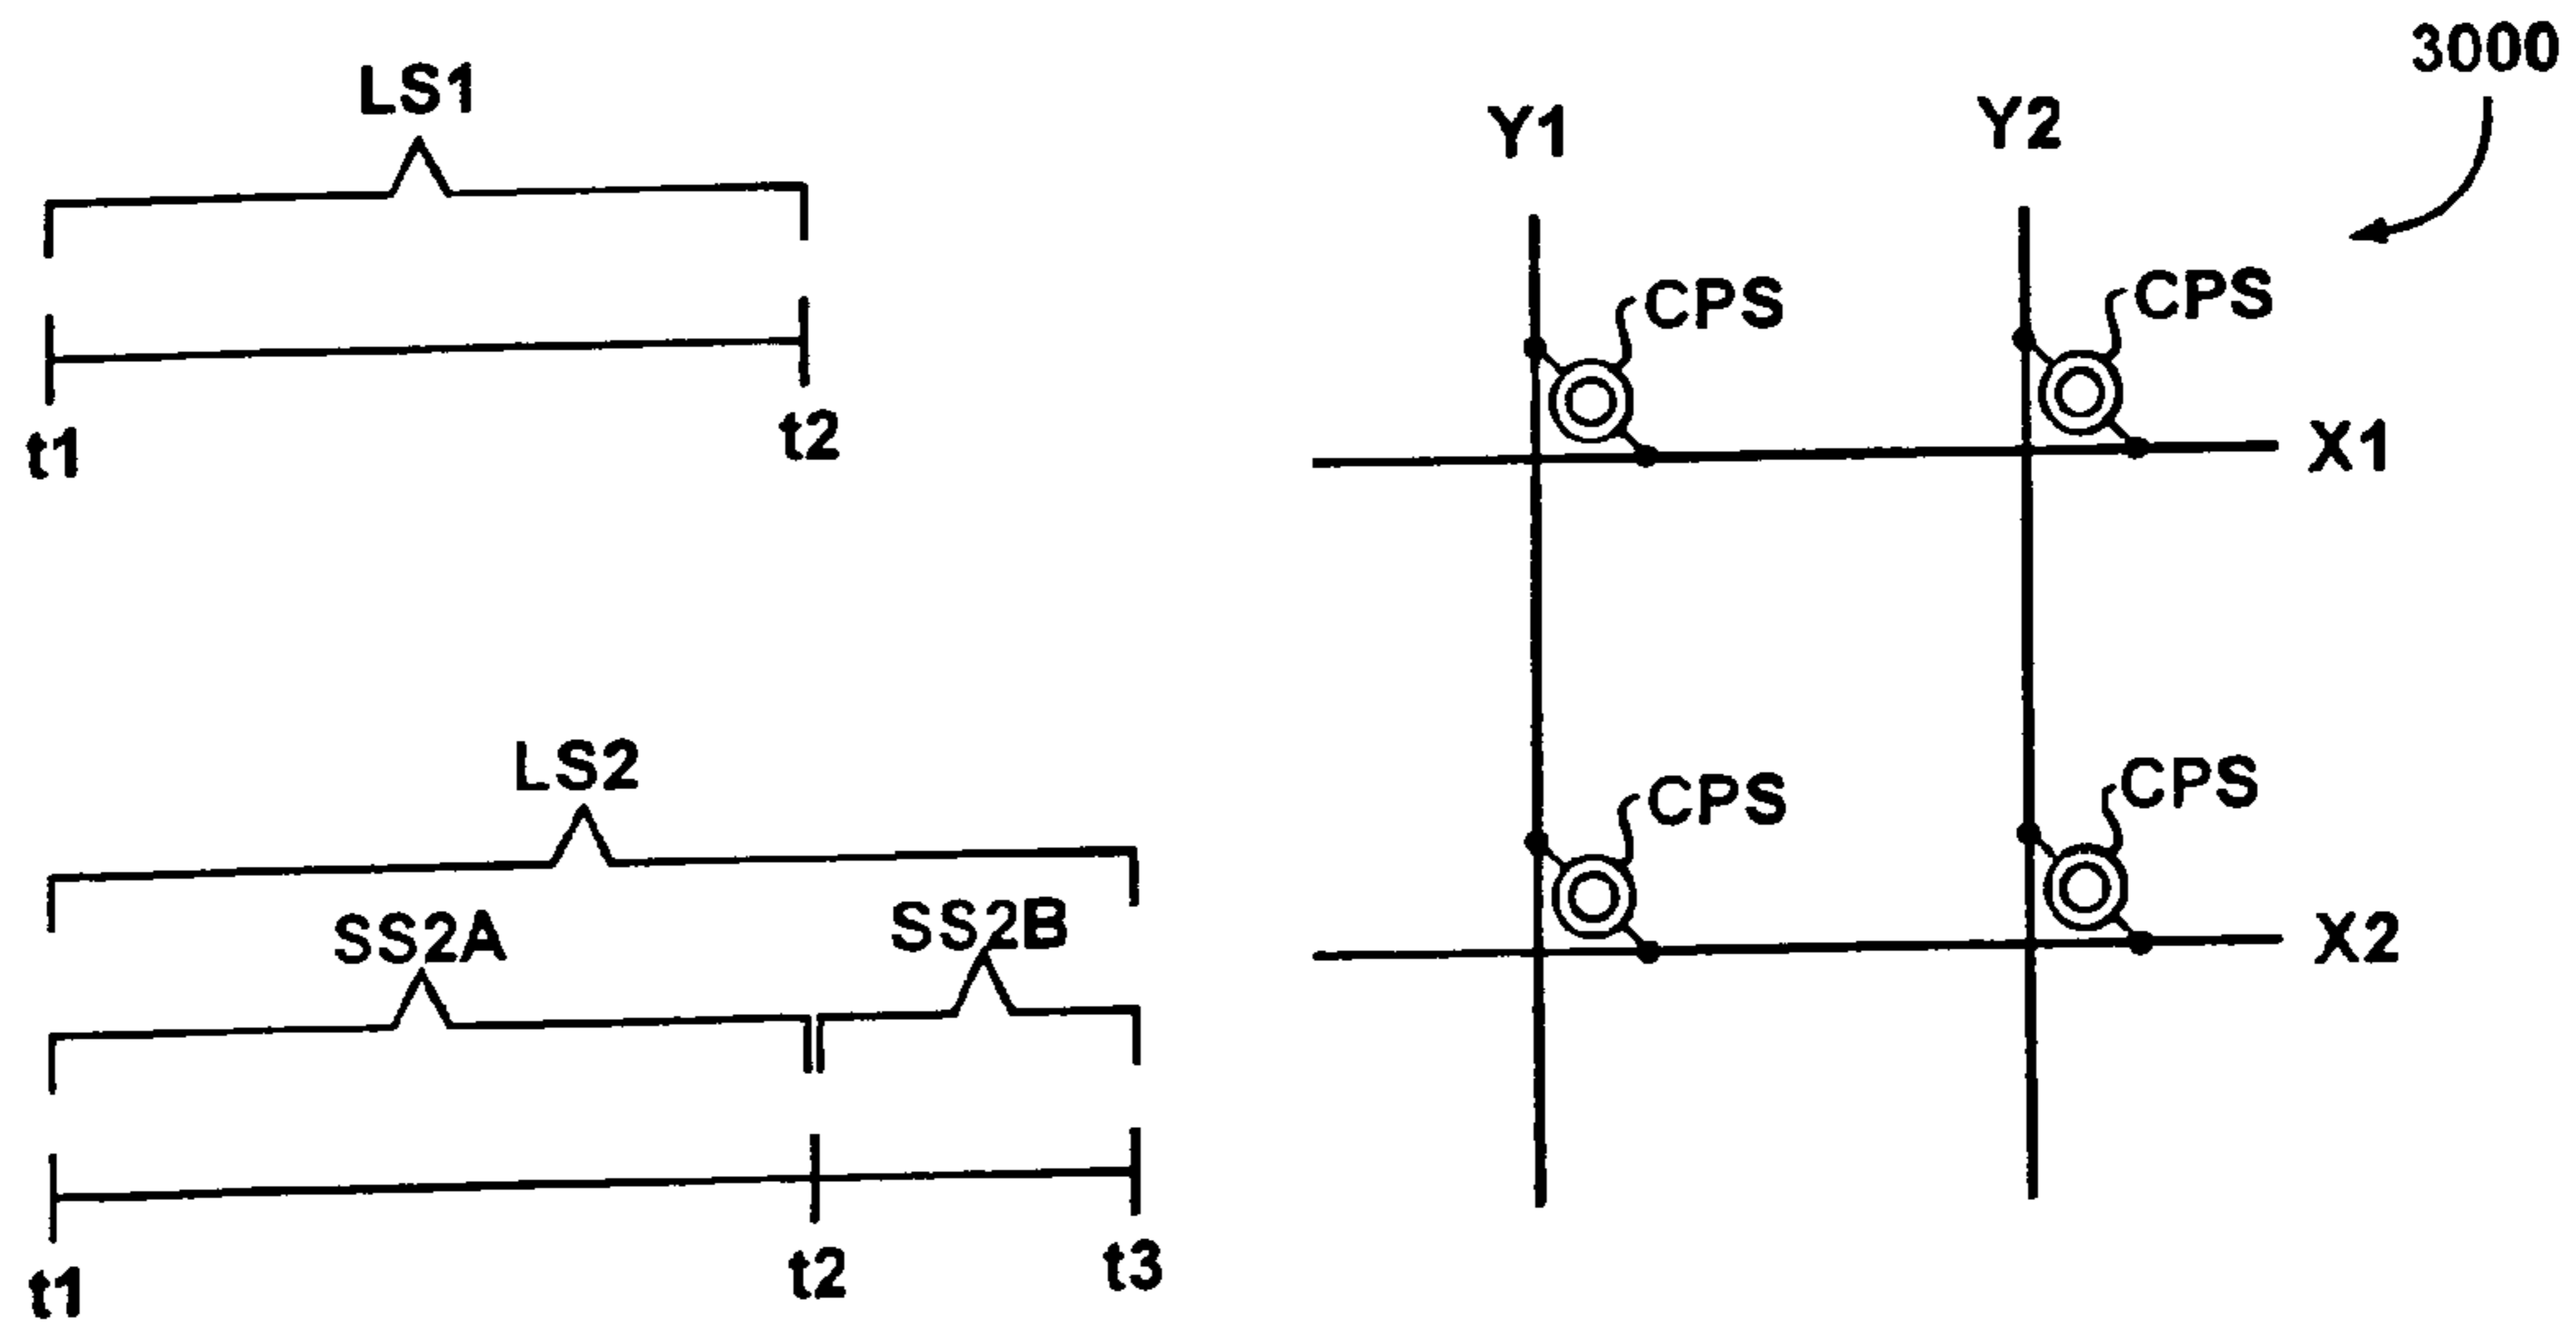 3000
LS1
Y1
Y2
CPS
CPS
t1
t2
X1
LS2
CPS
CPS
SS2A
SS2B
X2
t1
t2
t3